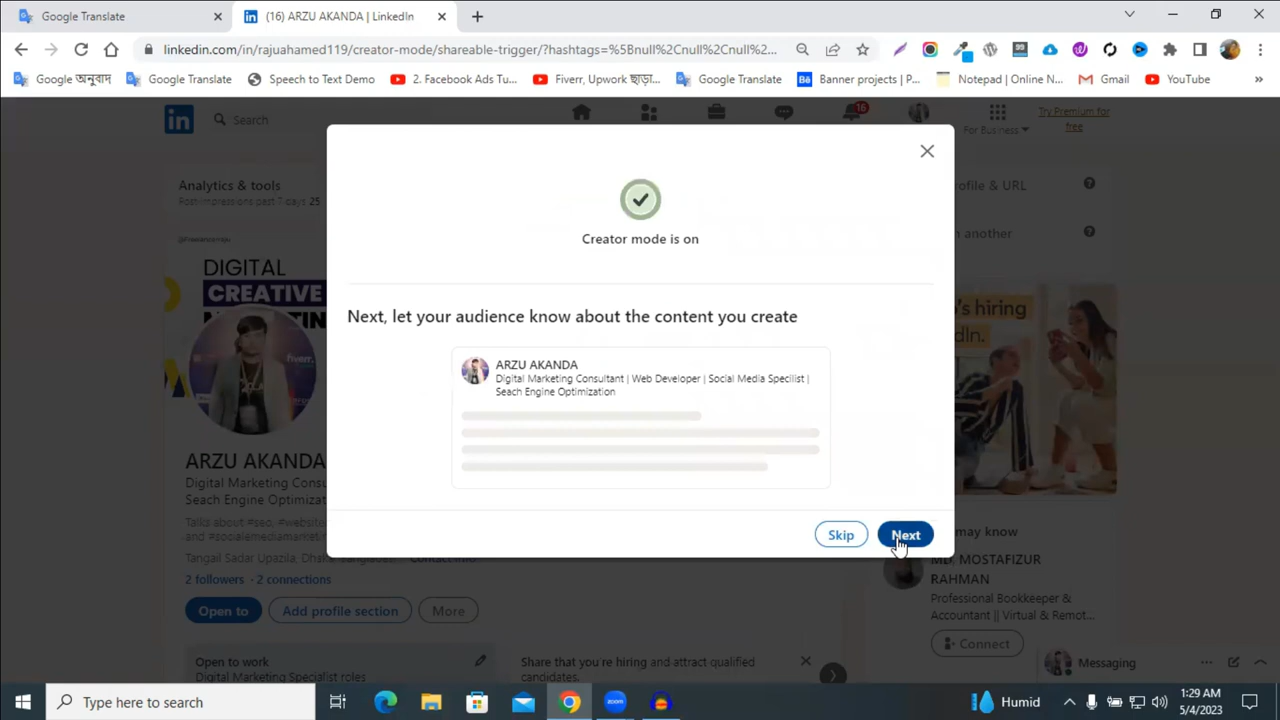 Google Translate
(16) ARZU AKANDA | LinkedIn
linkedin.com/in/rajuahamed119/creator-mode/shareable-trigger/?hashtags=%5Bnull%2Cnull%2Cnull%2C...
Google অনুবাদ
Google Translate
Speech to Text Demo
2. Facebook Ads Tu...
Fiverr, Upwork ছাড়া...
Google Translate
Banner projects | P...
Notepad | Online N...
Gmail
YouTube
Search
16
For Business
Try Premium for
free
Analytics & tools
Post impressions past 7 days 25
DIGITAL
CREATIVE
fiverr.
ARZU AKANDA
Digital Marketing Consu
Seach Engine Optimizat
Talks about #seo, #website
and #socialemediamarket
Tangail Sadar Upazila, Dhaka, Bangladesh · Contact info
2 followers · 2 connections
Open to
Add profile section
More
Open to work
Digital Marketing Specialist roles
Share that you're hiring and attract qualified
candidates.
Creator mode is on
Next, let your audience know about the content you create
ARZU AKANDA
Digital Marketing Consultant | Web Developer | Social Media Specilist |
Seach Engine Optimization
Skip
Next
rofile & URL
n another
o's hiring
edIn.
may know
MD. MOSTAFIZUR
RAHMAN
Professional Bookkeeper &
Accountant || Virtual & Remot...
Connect
Messaging
Type here to search
Humid
1:29 AM
5/4/2023